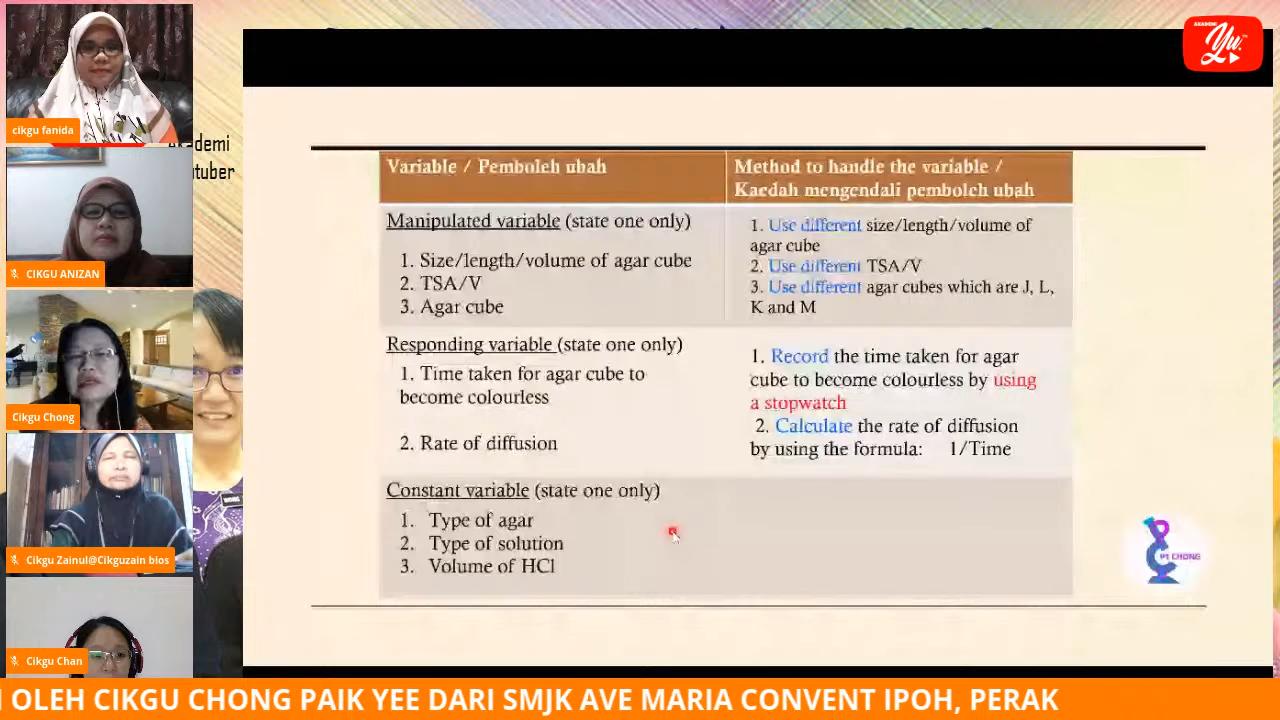 AKADEMI
Yu.
cikgu fanida
demi
tuber
CIKGU ANIZAN
Cikgu Chong
Cikgu Zainul@Cikguzain bios
Cikgu Chan
Variable / Pemboleh ubah
Method to handle the variable /
Kaedah mengendali pemboleh ubah
Manipulated variable (state one only)
1. Size/length/volume of agar cube
2. TSA/V
3. Agar cube
1. Use different size/length/volume of
agar cube
2. Use different TSA/V
3. Use different agar cubes which are J, L,
K and M
Responding variable (state one only)
1. Time taken for agar cube to
become colourless
2. Rate of diffusion
1. Record the time taken for agar
cube to become colourless by using
a stopwatch
2. Calculate the rate of diffusion
by using the formula: 1/Time
Constant variable (state one only)
1. Type of agar
2. Type of solution
3. Volume of HCl
CHONG
OLEH CIKGU CHONG PAIK YEE DARI SMJK AVE MARIA CONVENT IPOH, PERAK